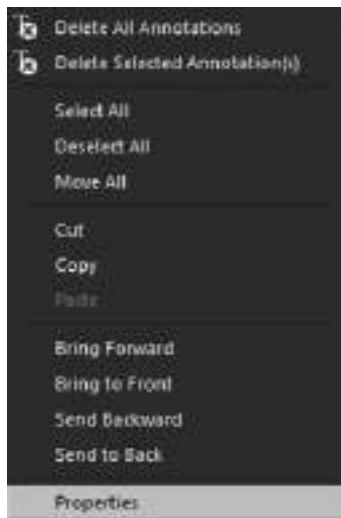 Delete All Annotations
Delete Selected Annotation(s)
Select All
Deselect All
Move All
Cut
Copy
Paste
Bring Forward
Bring to Front
Send Backward
Send to Back
Properties